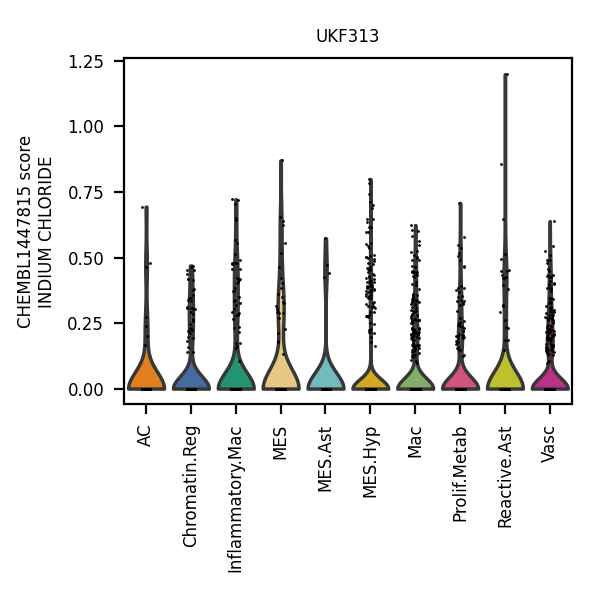 UKF313
CHEMBL1447815 score
INDIUM CHLORIDE
1.25
1.00
0.75
0.50
0.25
0.00
AC
Chromatin.Reg
Inflammatory.Mac
MES
MES.Ast
MES.Hyp
Mac
Prolif.Metab
Reactive.Ast
Vasc